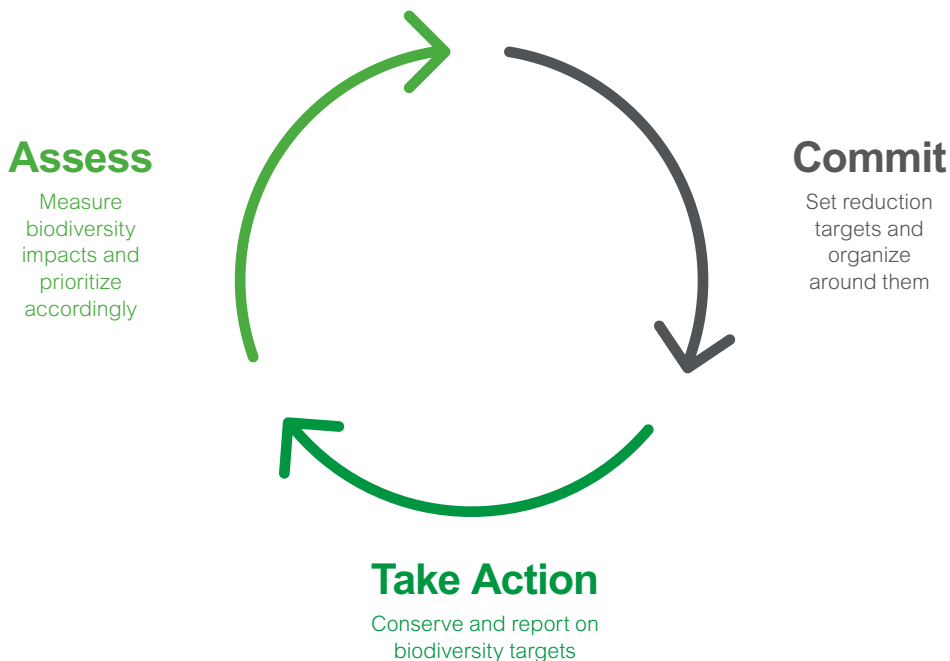 Assess
Measure
biodiversity
impacts and
prioritize
accordingly
Commit
Set reduction
targets and
organize
around them
Take Action
Conserve and report on
biodiversity targets